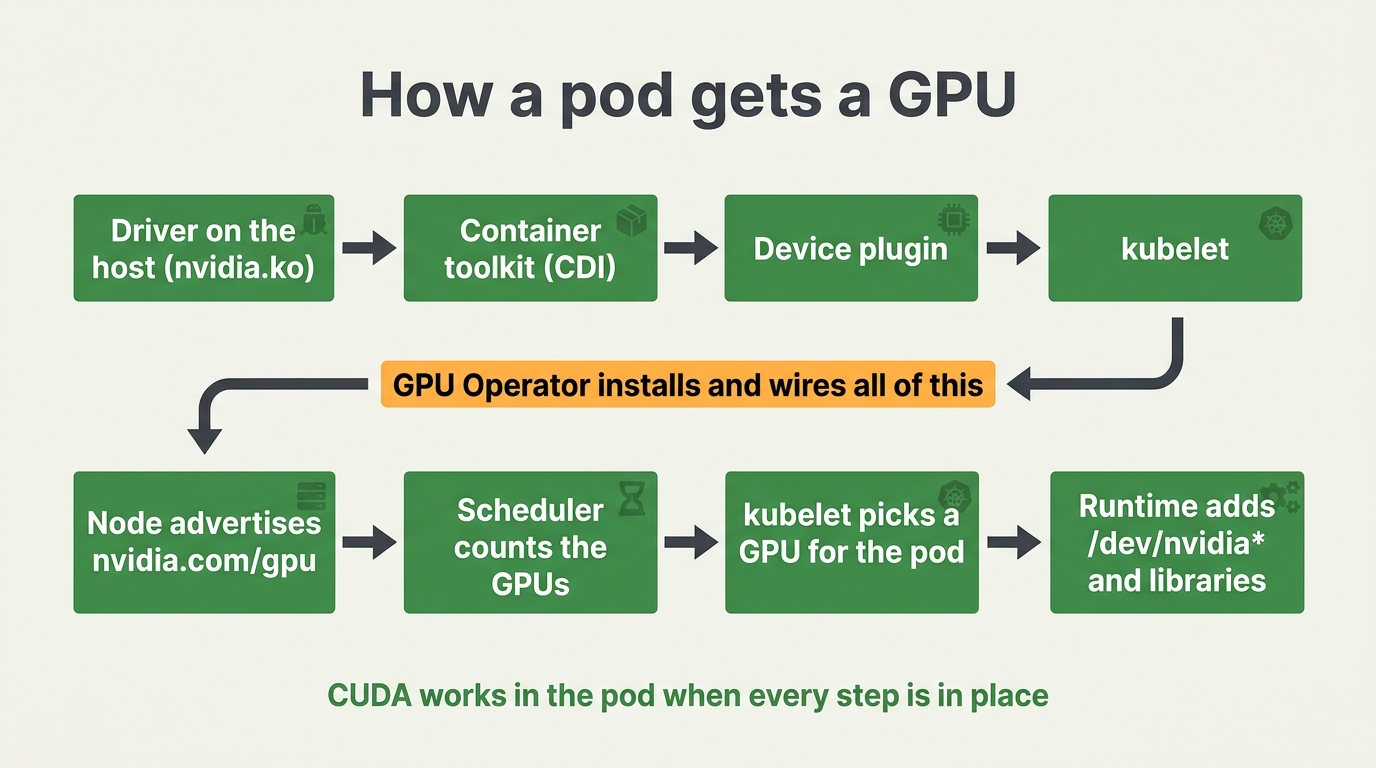 How a pod gets a GPU
Driver on the
host (nvidia.ko)
Container
toolkit (CDI)
Device plugin
kubelet
GPU Operator installs and wires all of this
Node advertises
nvidia.com/gpu
Scheduler
counts the
GPUs
kubelet picks a
GPU for the pod
Runtime adds
/dev/nvidia*
and libraries
CUDA works in the pod when every step is in place